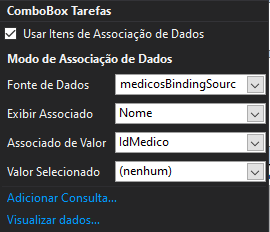 ComboBox Tarefas
Usar Itens de Associação de Dados
Modo de Associação de Dados
Fonte de Dados medicosBindingSourc
Exibir Associado Nome
Associado de Valor IdMedico
Valor Selecionado (nenhum)
Adicionar Consulta...
Visualizar dados...